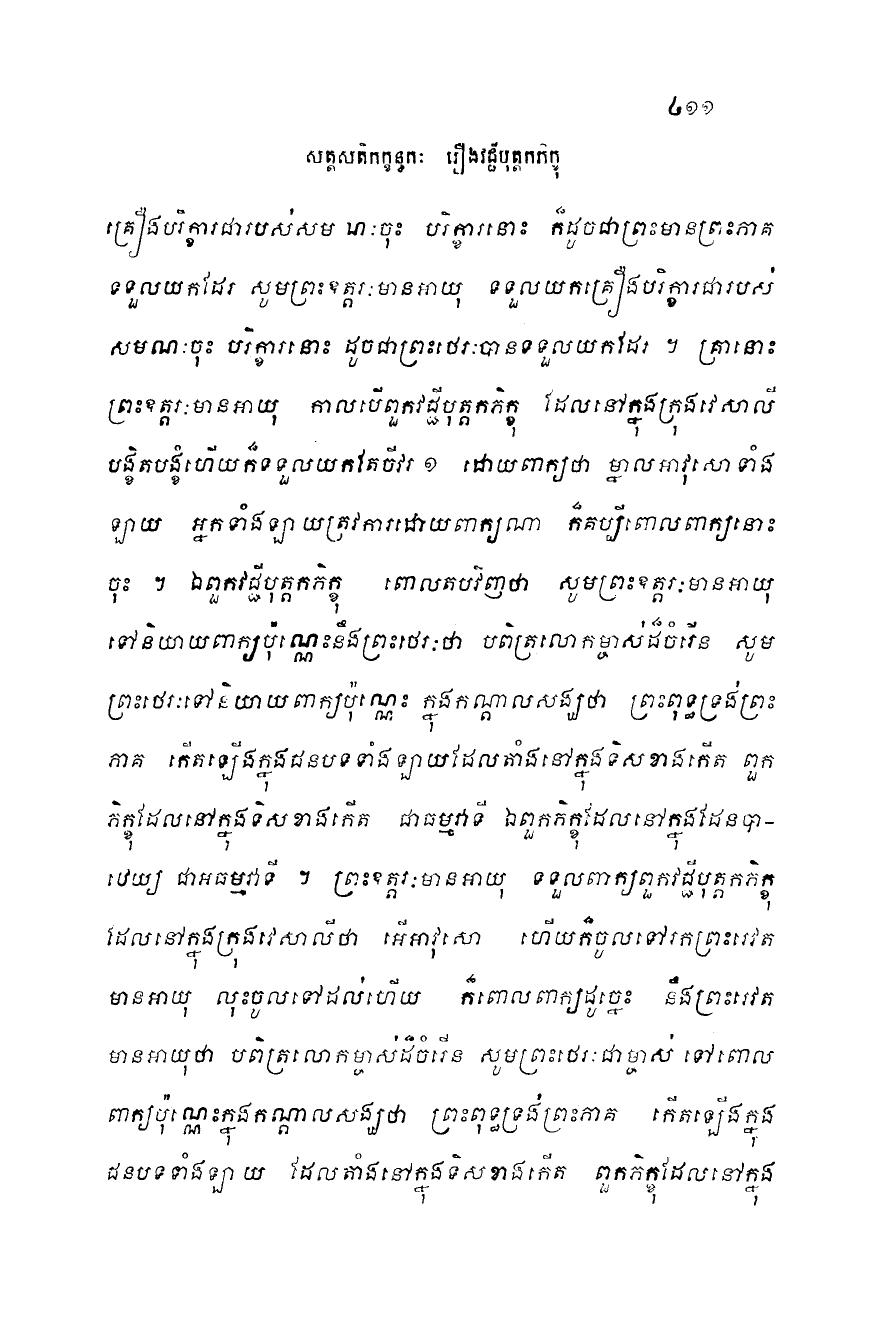 ៤១១
សត្តសតិកក្ខន្ធកៈ រឿងវជ្ជីបុត្តកភិក្ខុ
គ្រឿងបរិក្ខារជារបស់សមណៈចុះ បរិក្ខារនោះ ក៏ដូចជាព្រះមានព្រះភាគ
ទទួលយកដែរ សូមព្រះឧត្តរៈមានអាយុ ទទួលយកគ្រឿងបរិក្ខារជារបស់
សមណៈចុះ បរិក្ខារនោះ ដូចជាព្រះថេរៈបានទទួលយកដែរ ។ គ្រានោះ
ព្រះឧត្តរៈមានអាយុ កាលបើពួកវជ្ជីបុត្តកភិក្ខុ ដែលនៅក្នុងក្រុងវេសាលី
បង្ខិតបង្ខំហើយក៏ទទួលយកតែចីវរ ១ ដោយពាក្យថា ម្នាលអាវុសោទាំង
ឡាយ អ្នកទាំងឡាយត្រូវការដោយពាក្យណា ក៏គប្បីពោលពាក្យនោះ
ចុះ ។ ឯពួកវជ្ជីបុត្តកភិក្ខុ ពោលតបវិញថា សូមព្រះឧត្តរៈមានអាយុ
ទៅនិយាយពាក្យប៉ុណ្ណេះនឹងព្រះថេរៈថា បពិត្រលោកម្ចាស់ដ៏ចំរើន សូម
ព្រះថេរៈទៅនិយាយពាក្យប៉ុណ្ណេះ ក្នុងកណ្តាលសង្ឃថា ព្រះពុទ្ធទ្រង់ព្រះ
ភាគ កើតឡើងក្នុងជនបទទាំងឡាយដែលតាំងនៅក្នុងទិសខាងកើត ពួក
ភិក្ខុដែលនៅក្នុងទិសខាងកើត ជាធម្មវាទី ឯពួកភិក្ខុដែលនៅក្នុងដែនបា-
ឋេយ្យ ជាអធម្មវាទី ។ ព្រះឧត្តរៈមានអាយុ ទទួលពាក្យពួកវជ្ជីបុត្តកភិក្ខុ
ដែលនៅក្នុងក្រុងវេសាលីថា អើអាវុសោ ហើយក៏ចូលទៅរកព្រះរេវត
មានអាយុ លុះចូលទៅដល់ហើយ ក៏ពោលពាក្យដូច្នេះ នឹងព្រះរេវត
មានអាយុថា បពិត្រលោកម្ចាស់ដ៏ចំរើន សូមព្រះថេរៈជាម្ចាស់ ទៅពោល
ពាក្យប៉ុណ្ណេះក្នុងកណ្តាលសង្ឃថា ព្រះពុទ្ធទ្រង់ព្រះភាគ កើតឡើងក្នុង
ជនបទទាំងឡាយ ដែលតាំងនៅក្នុងទិសខាងកើត ពួកភិក្ខុដែលនៅក្នុង